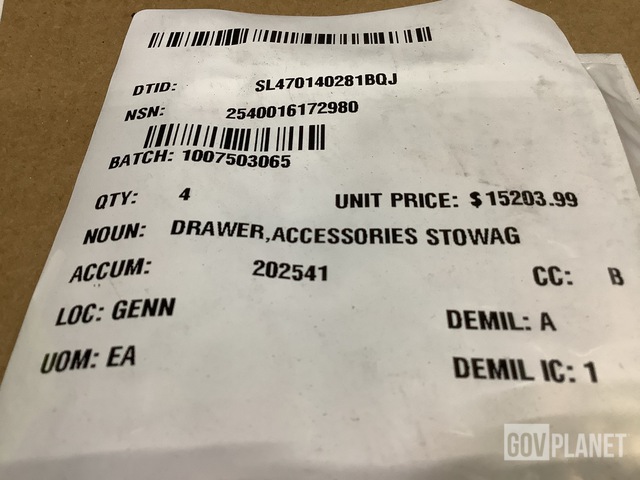 DTID: SL470140281BQJ
NSN: 2540016172980
BATCH: 1007503065
QTY: 4 UNIT PRICE: $15203.99
NOUN: DRAWER,ACCESSORIES STOWAG
ACCUM: 202541 CC: B
LOC: GENN DEMIL: A
UOM: EA DEMIL IC: 1
GOVPLANET